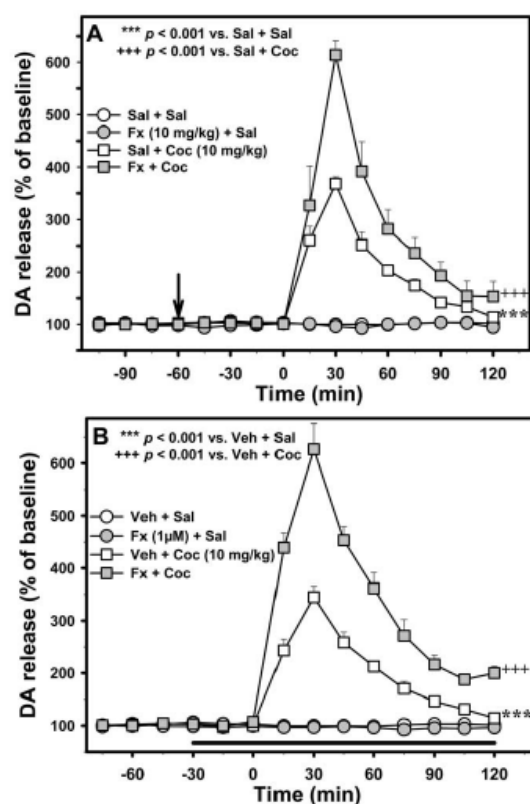 A
*** p < 0.001 vs. Sal + Sal
+++ p < 0.001 vs. Sal + Coc
600
500
400
300
200
100
DA release (% of baseline)
Sal + Sal
Fx (10 mg/kg) + Sal
Sal + Coc (10 mg/kg)
Fx + Coc
+++
***
-90 -60 -30 0 30 60 90 120
Time (min)
B
*** p < 0.001 vs. Veh + Sal
+++ p < 0.001 vs. Veh + Coc
600
500
400
300
200
100
DA release (% of baseline)
Veh + Sal
Fx (1µM) + Sal
Veh + Coc (10 mg/kg)
Fx + Coc
+++
***
-60 -30 0 30 60 90 120
Time (min)